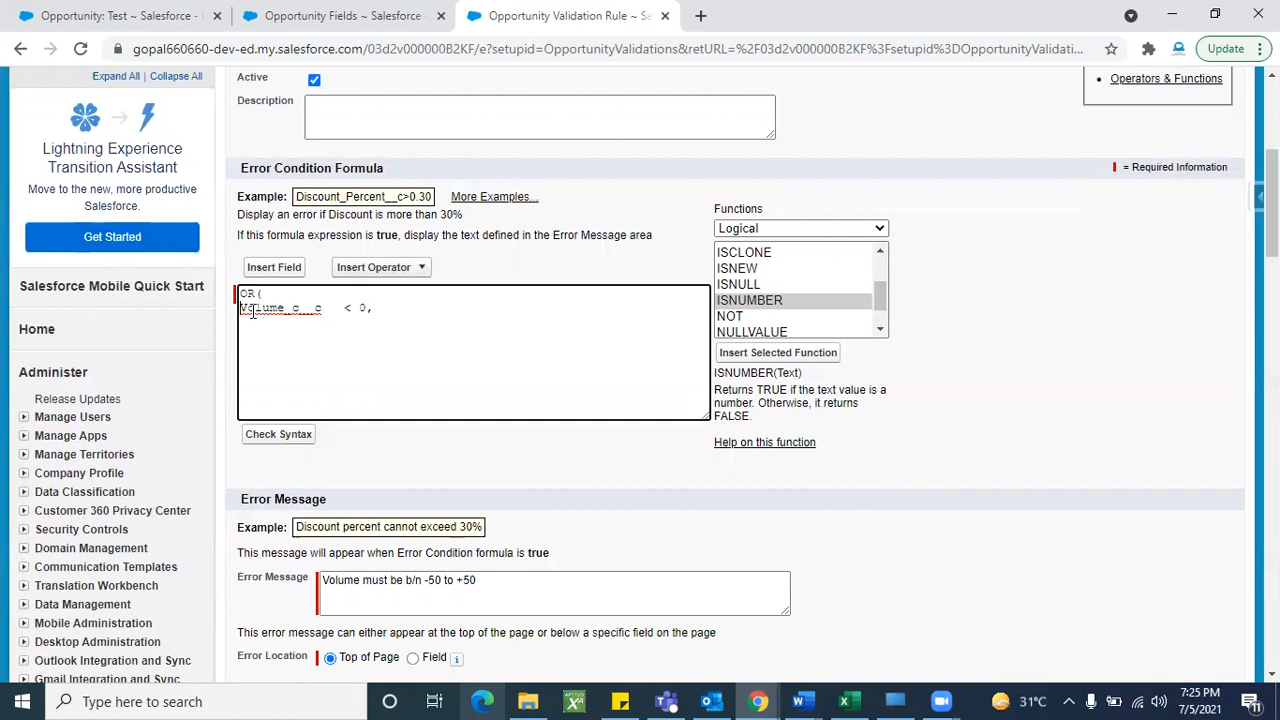 Opportunity: Test ~ Salesforce - D
Opportunity Fields ~ Salesforce -
Opportunity Validation Rule ~ Sa
gopal660660-dev-ed.my.salesforce.com/03d2v000000B2KF/e?setupid=OpportunityValidations&retURL=%2F03d2v000000B2KF%3Fsetupid%3DOpportunityValidati...
Update
Expand All | Collapse All
Lightning Experience
Transition Assistant
Move to the new, more productive
Salesforce.
Get Started
Salesforce Mobile Quick Start
Home
Administer
Release Updates
Manage Users
Manage Apps
Manage Territories
Company Profile
Data Classification
Customer 360 Privacy Center
Security Controls
Domain Management
Communication Templates
Translation Workbench
Data Management
Mobile Administration
Desktop Administration
Outlook Integration and Sync
Gmail Integration and Sync
Active
Description
Operators & Functions
Error Condition Formula
= Required Information
Example: Discount_Percent__c>0.30 More Examples...
Display an error if Discount is more than 30%
If this formula expression is true, display the text defined in the Error Message area
Insert Field
Insert Operator
OR(
Volume_c__c < 0,
Check Syntax
Functions
Logical
ISCLONE
ISNEW
ISNULL
ISNUMBER
NOT
NULLVALUE
Insert Selected Function
ISNUMBER(Text)
Returns TRUE if the text value is a
number. Otherwise, it returns
FALSE.
Help on this function
Error Message
Example: Discount percent cannot exceed 30%
This message will appear when Error Condition formula is true
Error Message
Volume must be b/n -50 to +50
This error message can either appear at the top of the page or below a specific field on the page
Error Location
Top of Page
Field
i
Type here to search
31°C
7:25 PM
7/5/2021
11